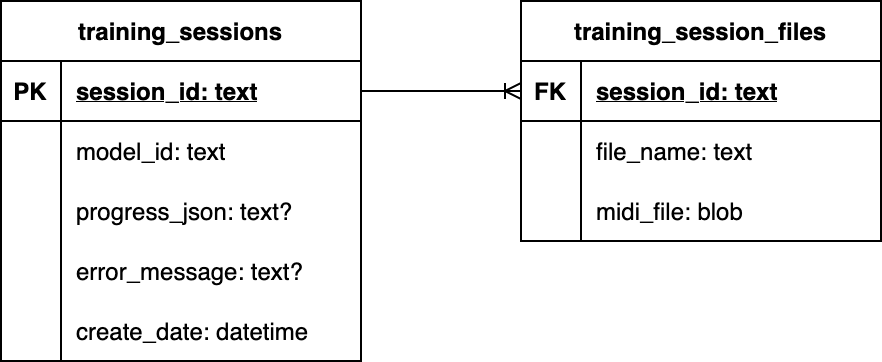 training_sessions
PK session_id: text
model_id: text
progress_json: text?
error_message: text?
create_date: datetime
training_session_files
FK session_id: text
file_name: text
midi_file: blob